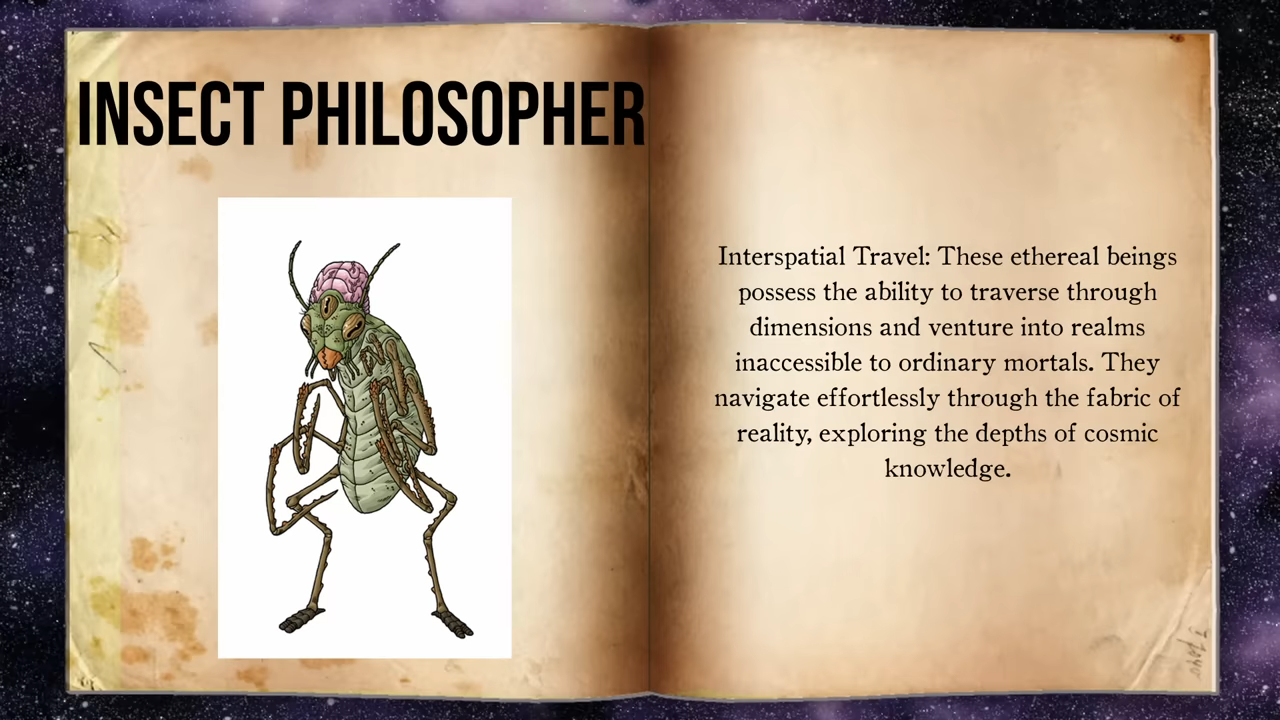 INSECT PHILOSOPHER
Interspatial Travel: These ethereal beings
possess the ability to traverse through
dimensions and venture into realms
inaccessible to ordinary mortals. They
navigate effortlessly through the fabric of
reality, exploring the depths of cosmic
knowledge.